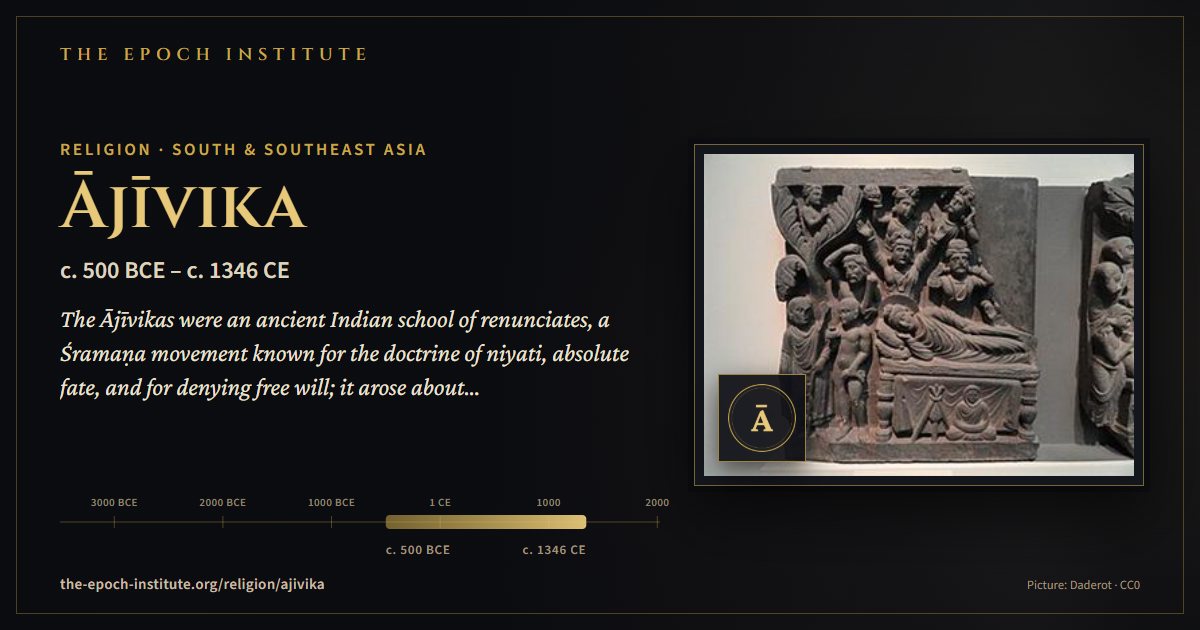 THE EPOCH INSTITUTE
RELIGION · SOUTH & SOUTHEAST ASIA
ĀJĪVIKA
c. 500 BCE – c. 1346 CE
The Ājīvikas were an ancient Indian school of renunciates, a
Śramaṇa movement known for the doctrine of niyati, absolute
fate, and for denying free will; it arose about...
Ā
3000 BCE 2000 BCE 1000 BCE 1 CE 1000 2000
c. 500 BCE c. 1346 CE
the-epoch-institute.org/religion/ajivika
Picture: Daderot · CC0